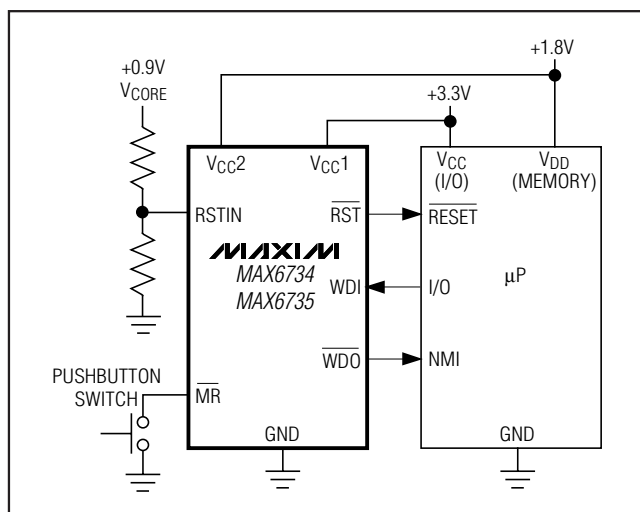 +1.8V
+0.9V
VCORE
+3.3V
VCC2
VCC1
VCC
(I/O)
VDD
(MEMORY)
RSTIN
RST
RESET
MAXIM
MAX6734
MAX6735
WDI
I/O
µP
WDO
NMI
PUSHBUTTON
SWITCH
MR
GND
GND